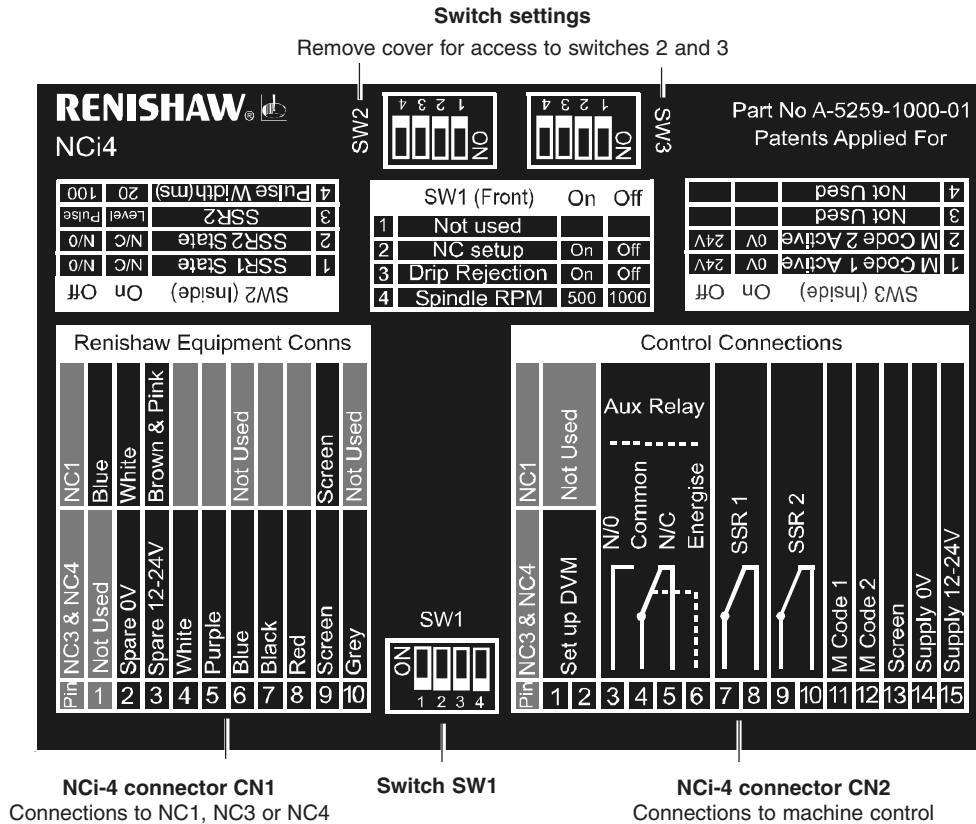 Switch settings
Remove cover for access to switches 2 and 3
RENISHAW®
NCi4
SW2
4 3 2 1
ON
4 3 2 1
ON
SW3
Part No A-5259-1000-01
Patents Applied For
SW2 (Inside) On Off
1 SSR1 State N/C N/0
2 SSR2 State N/C N/0
3 SSR2 Level Pulse
4 Pulse Width(ms) 20 100
SW1 (Front) On Off
1 Not used
2 NC setup On Off
3 Drip Rejection On Off
4 Spindle RPM 500 1000
SW3 (Inside) On Off
1 M Code 1 Active 0V 24V
2 M Code 2 Active 0V 24V
3 Not Used
4 Not Used
Renishaw Equipment Conns
NC1
Blue
White
Brown & Pink
Not Used
Screen
Not Used
Pin NC3 & NC4
1 Not Used
2 Spare 0V
3 Spare 12-24V
4 White
5 Purple
6 Blue
7 Black
8 Red
9 Screen
10 Grey
SW1
ON
1 2 3 4
Control Connections
NC1
Not Used
Aux Relay
N/0
Common
N/C
Energise
SSR 1
SSR 2
Pin NC3 & NC4
Set up DVM
M Code 1
M Code 2
Screen
Supply 0V
Supply 12-24V
1 2 3 4 5 6 7 8 9 10 11 12 13 14 15
NCi-4 connector CN1
Connections to NC1, NC3 or NC4
Switch SW1
NCi-4 connector CN2
Connections to machine control